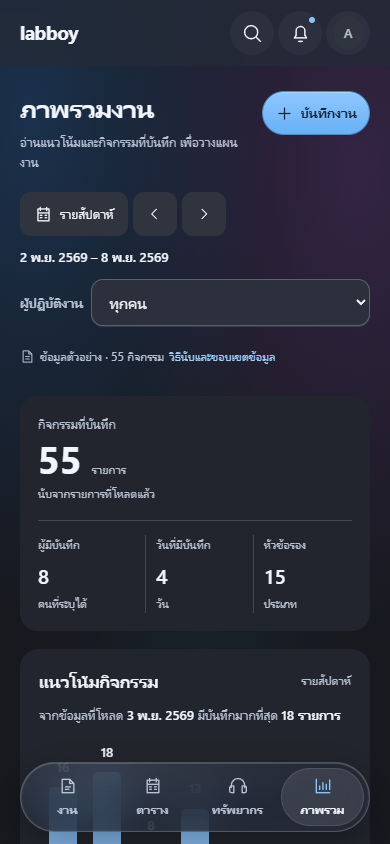 labboy
A
ภาพรวมงาน
บันทึกงาน
อ่านแนวโน้มและกิจกรรมที่บันทึก เพื่อวางแผน
งาน
รายสัปดาห์
2 พ.ย. 2569 – 8 พ.ย. 2569
ผู้ปฏิบัติงาน
ทุกคน
ข้อมูลตัวอย่าง · 55 กิจกรรม วิธีนับและขอบเขตข้อมูล
กิจกรรมที่บันทึก
55 รายการ
นับจากรายการที่โหลดแล้ว
ผู้มีบันทึก วันที่มีบันทึก หัวข้อรอง
8 4 15
คนที่ระบุได้ วัน ประเภท
แนวโน้มกิจกรรม รายสัปดาห์
จากข้อมูลที่โหลด 3 พ.ย. 2569 มีบันทึกมากที่สุด 18 รายการ
18
16
13
8
งาน ตาราง ทรัพยากร ภาพรวม